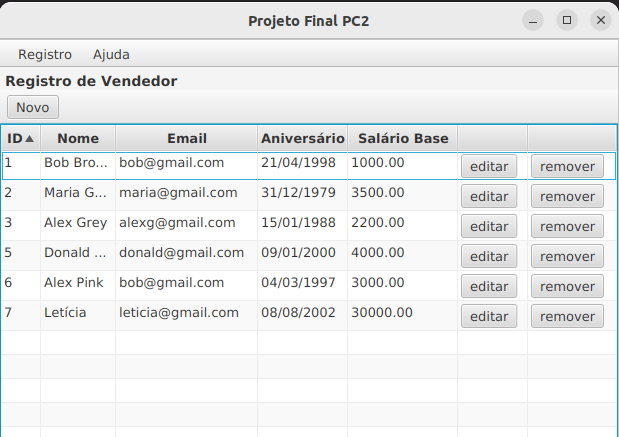 Projeto Final PC2
Registro Ajuda
Registro de Vendedor
Novo
ID Nome Email Aniversário Salário Base
1 Bob Bro... bob@gmail.com 21/04/1998 1000.00 editar remover
2 Maria G... maria@gmail.com 31/12/1979 3500.00 editar remover
3 Alex Grey alexg@gmail.com 15/01/1988 2200.00 editar remover
5 Donald ... donald@gmail.com 09/01/2000 4000.00 editar remover
6 Alex Pink bob@gmail.com 04/03/1997 3000.00 editar remover
7 Letícia leticia@gmail.com 08/08/2002 30000.00 editar remover